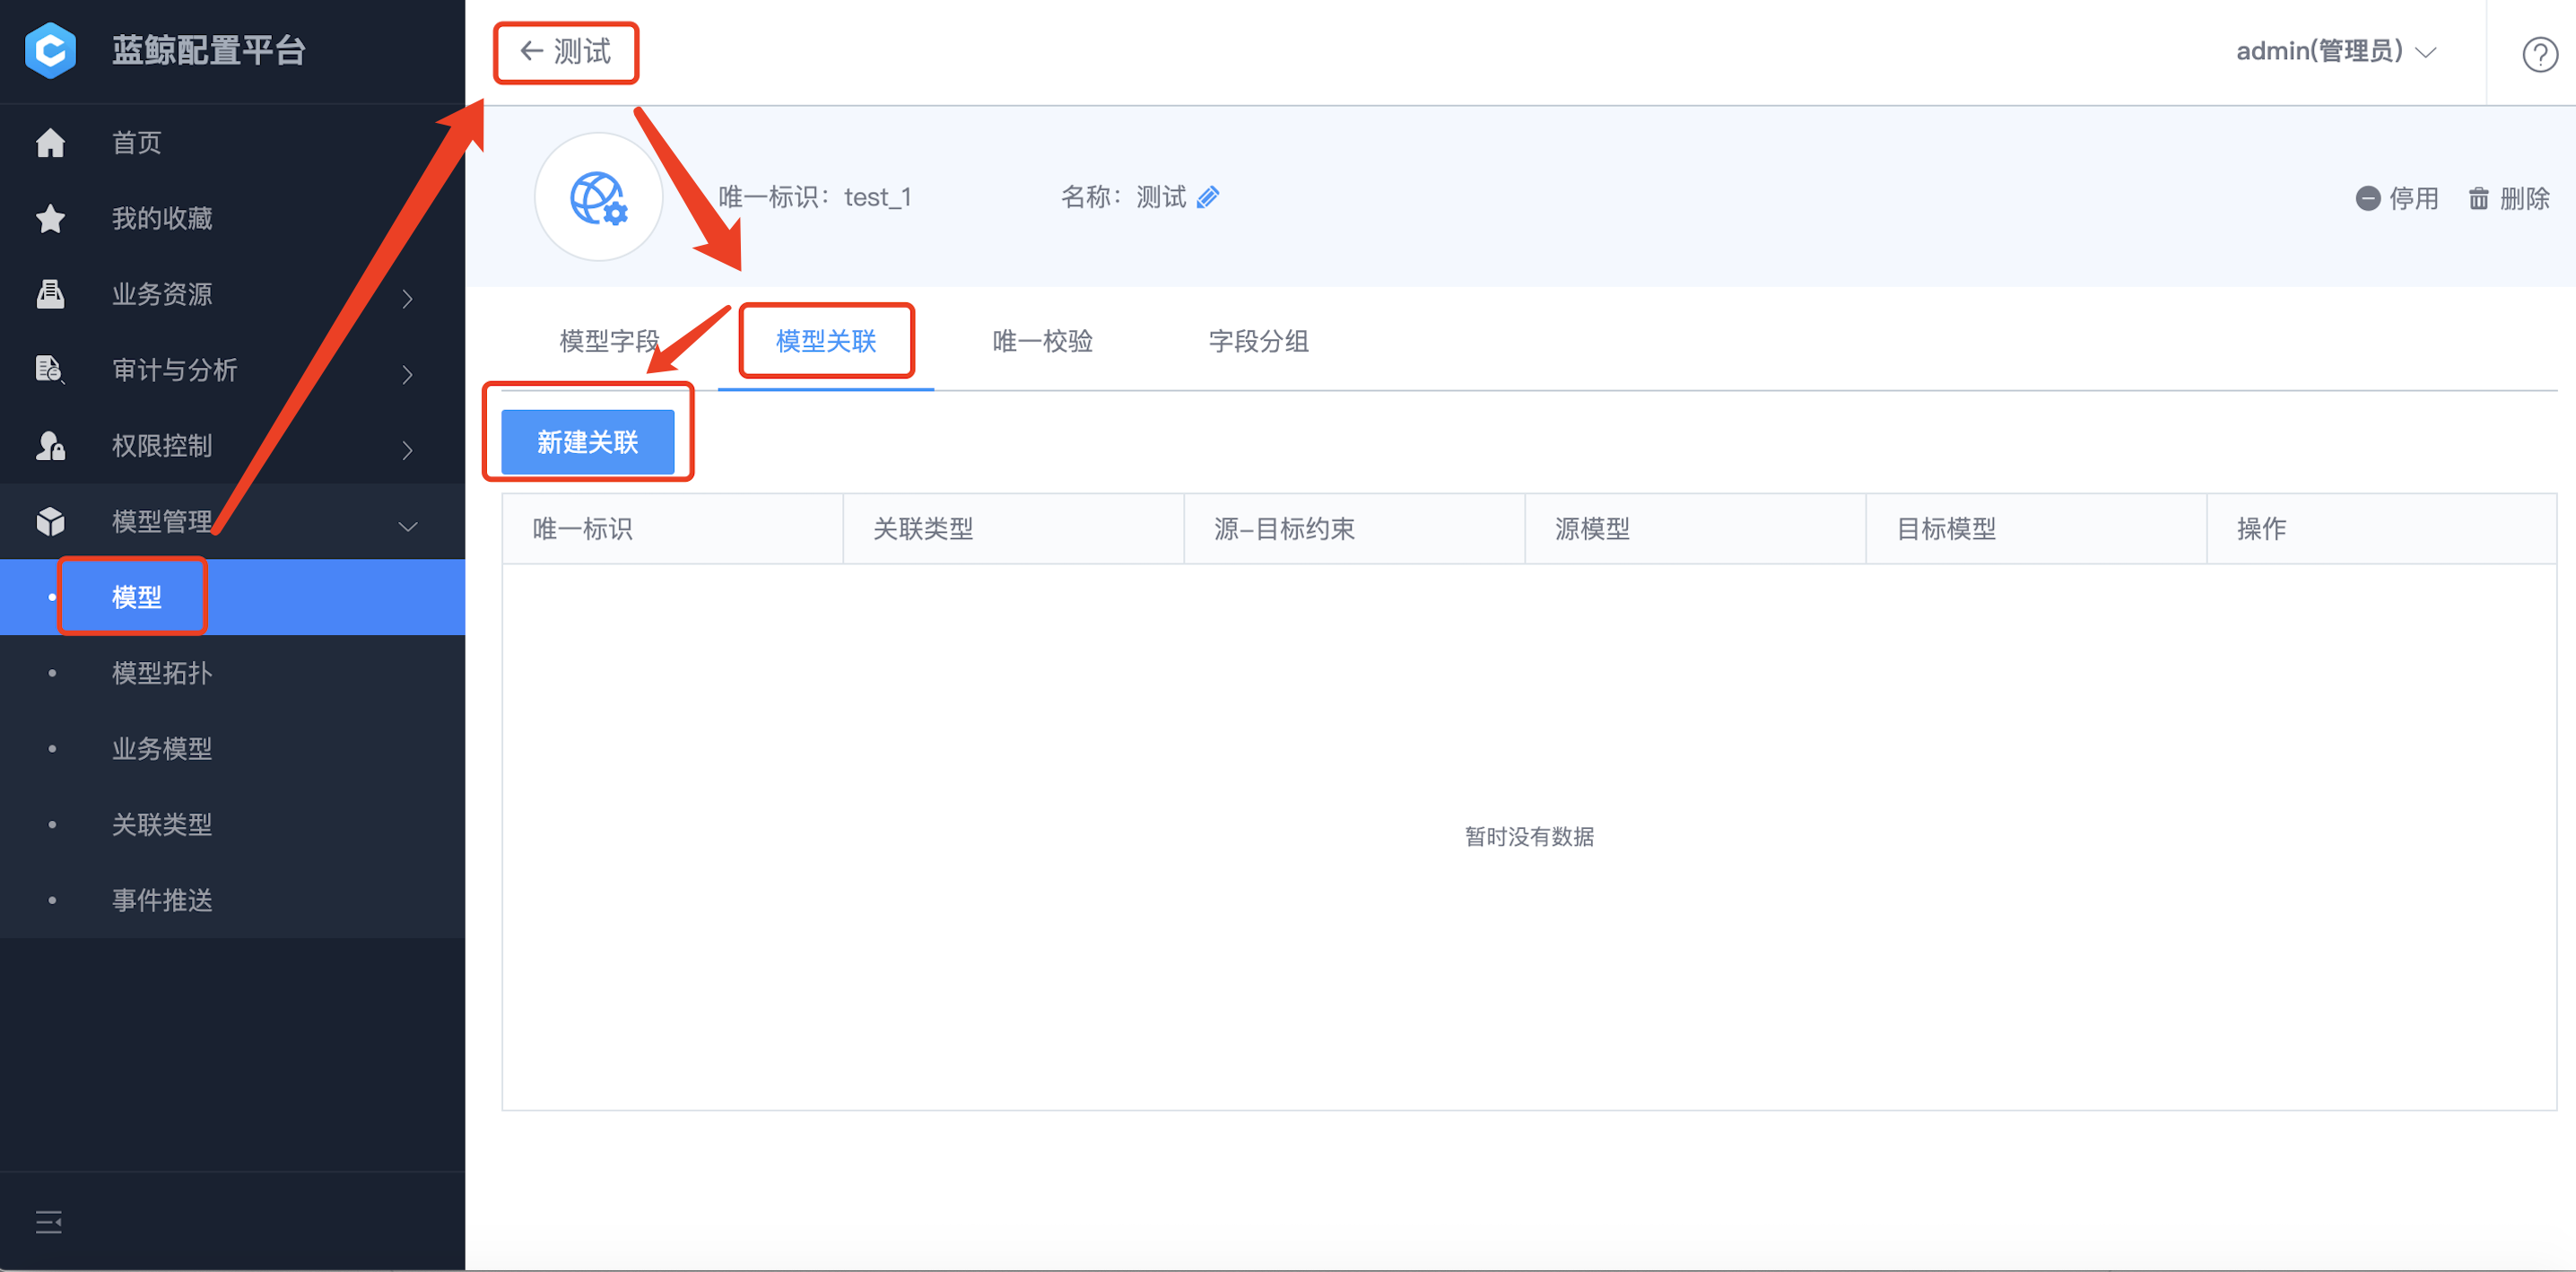 蓝鲸配置平台
首页
我的收藏
业务资源
审计与分析
权限控制
模型管理
模型
模型拓扑
业务模型
关联类型
事件推送
测试
admin(管理员)
唯一标识：test_1
名称：测试
停用
删除
模型字段 模型关联 唯一校验 字段分组
新建关联
唯一标识 关联类型 源-目标约束 源模型 目标模型 操作
暂时没有数据